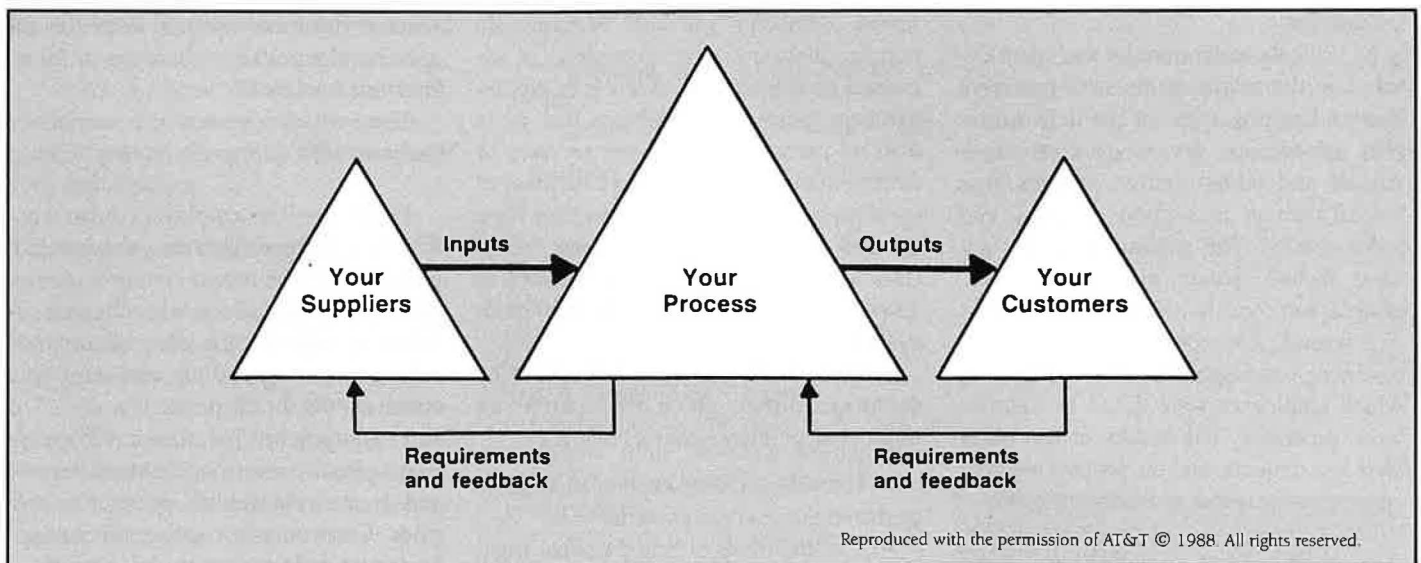 Inputs
Outputs
Your
Suppliers
Your
Process
Your
Customers
Requirements
and feedback
Requirements
and feedback
Reproduced with the permission of AT&T © 1988. All rights reserved.